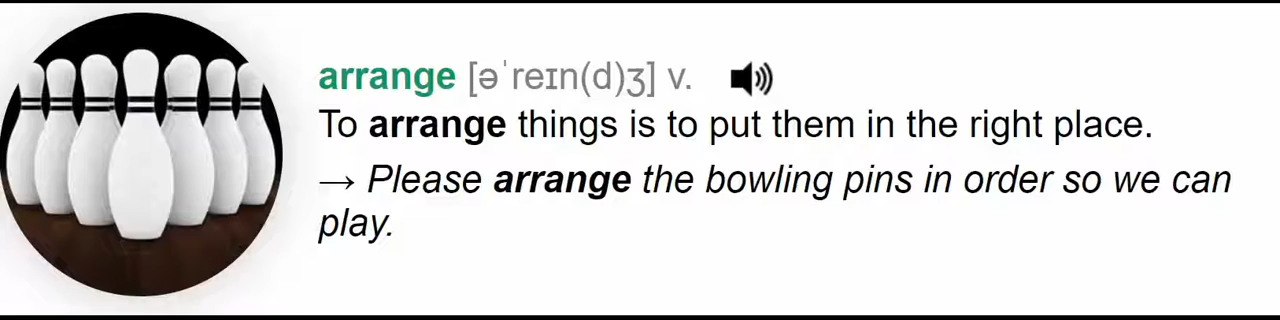 arrange [əˈreɪn(d)ʒ] v.
To arrange things is to put them in the right place.
→ Please arrange the bowling pins in order so we can
play.